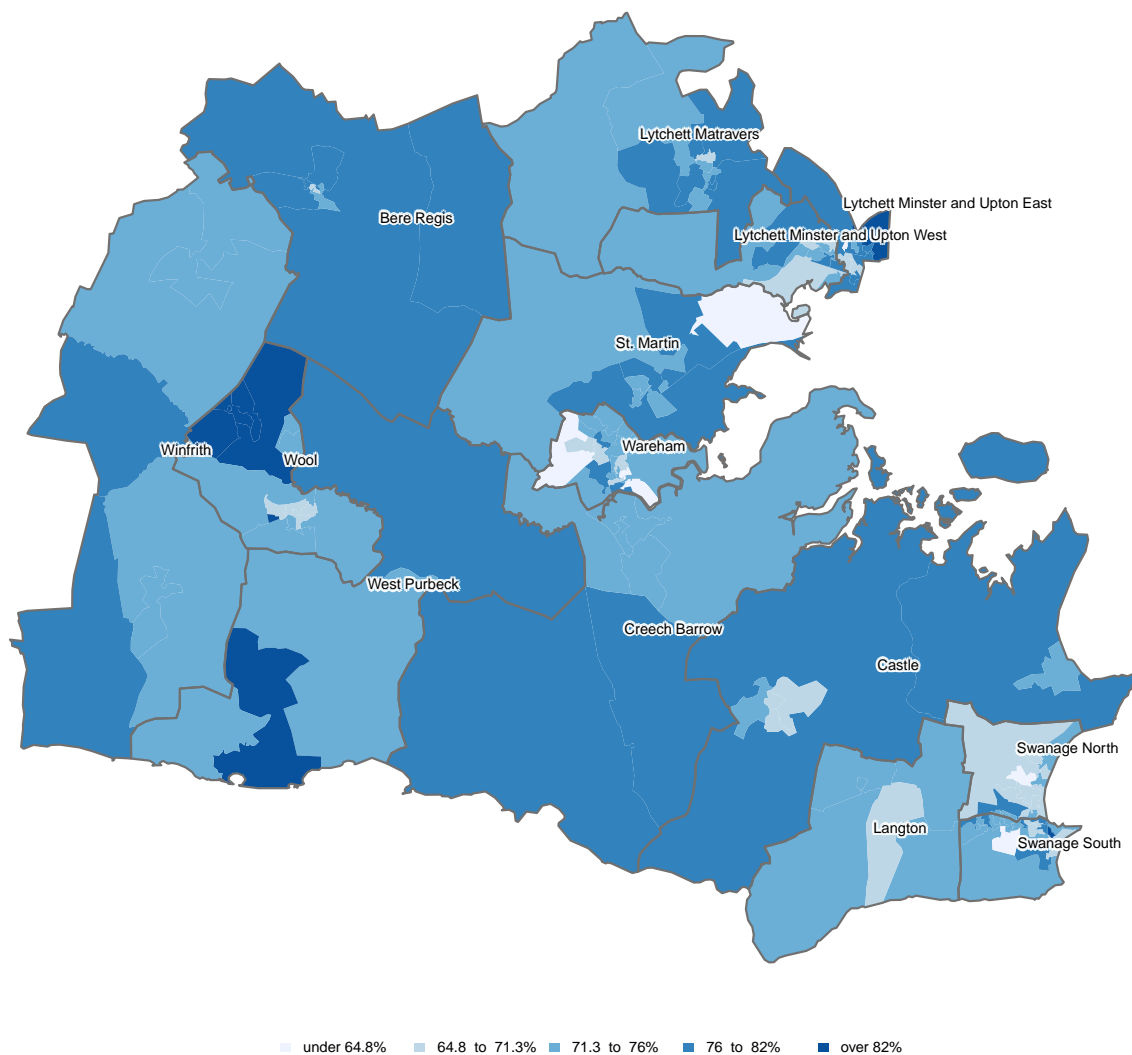 Lytchett Matravers
Lytchett Minster and Upton East
Bere Regis
Lytchett Minster and Upton West
St. Martin
Winfrith
Wool
Wareham
West Purbeck
Creech Barrow
Castle
Swanage North
Langton
Swanage South
under 64.8% 64.8 to 71.3% 71.3 to 76% 76 to 82% over 82%